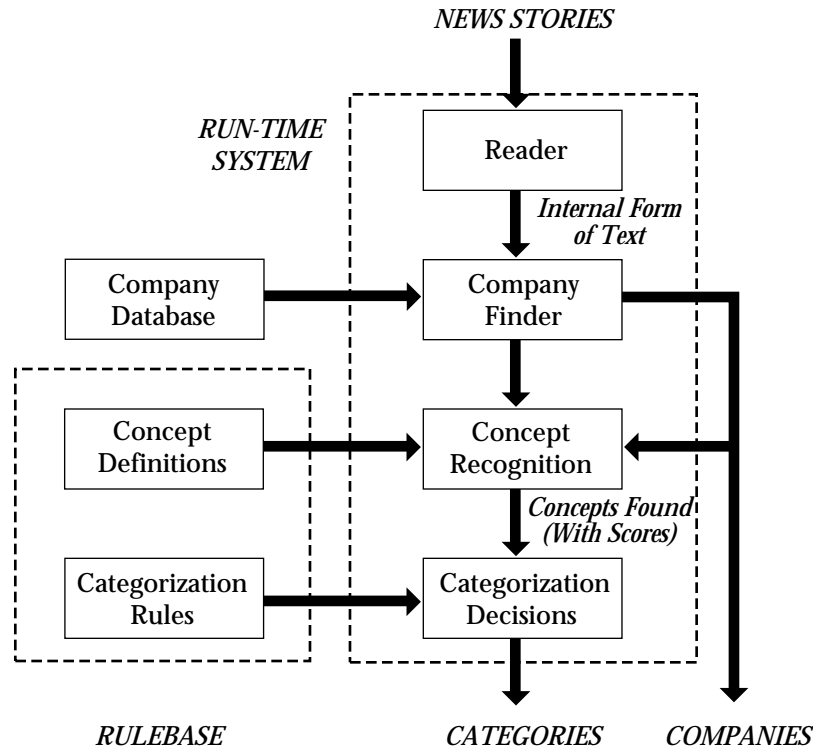 NEWS STORIES
RUN-TIME
SYSTEM
Reader
Internal Form
of Text
Company
Database
Company
Finder
Concept
Definitions
Concept
Recognition
Concepts Found
(With Scores)
Categorization
Rules
Categorization
Decisions
RULEBASE
CATEGORIES
COMPANIES